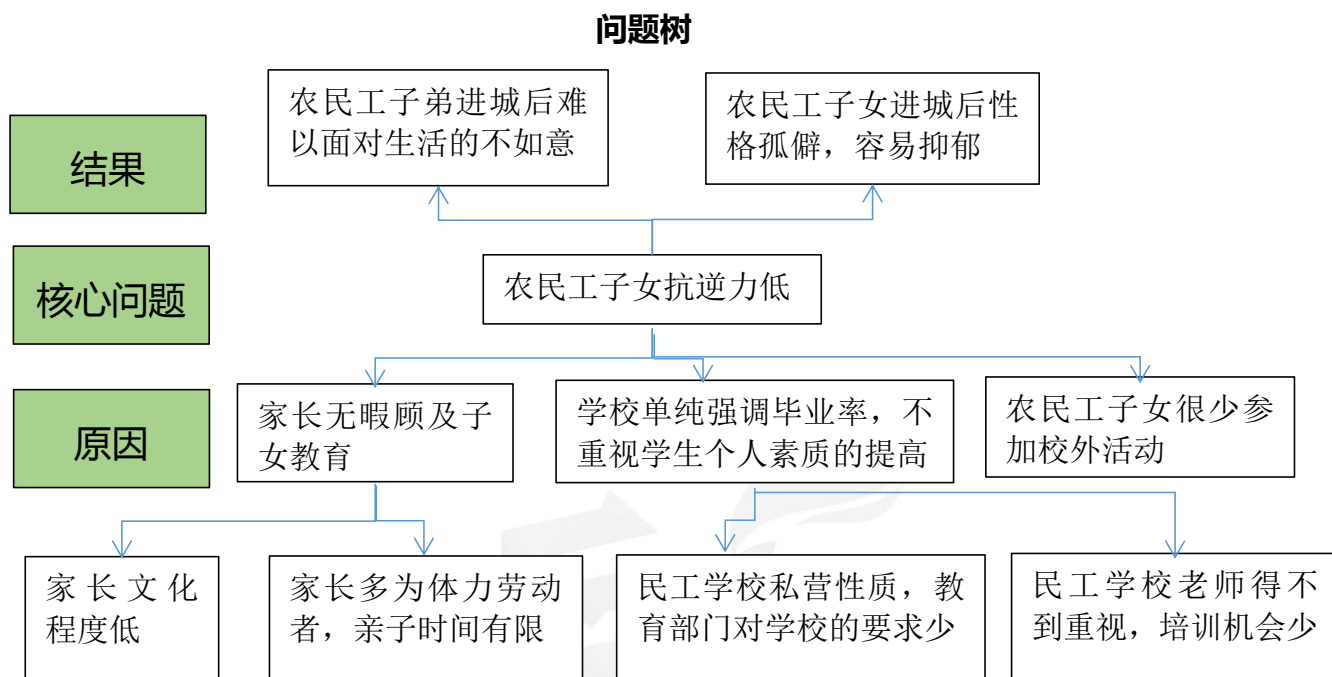 问题树
农民工子弟进城后难
以面对生活的不如意
农民工子女进城后性
格孤僻，容易抑郁
结果
农民工子女抗逆力低
核心问题
家长无暇顾及子
女教育
学校单纯强调毕业率，不
重视学生个人素质的提高
农民工子女很少参
加校外活动
原因
家长文化
程度低
家长多为体力劳动
者，亲子时间有限
民工学校私营性质，教
育部门对学校的要求少
民工学校老师得不
到重视，培训机会少